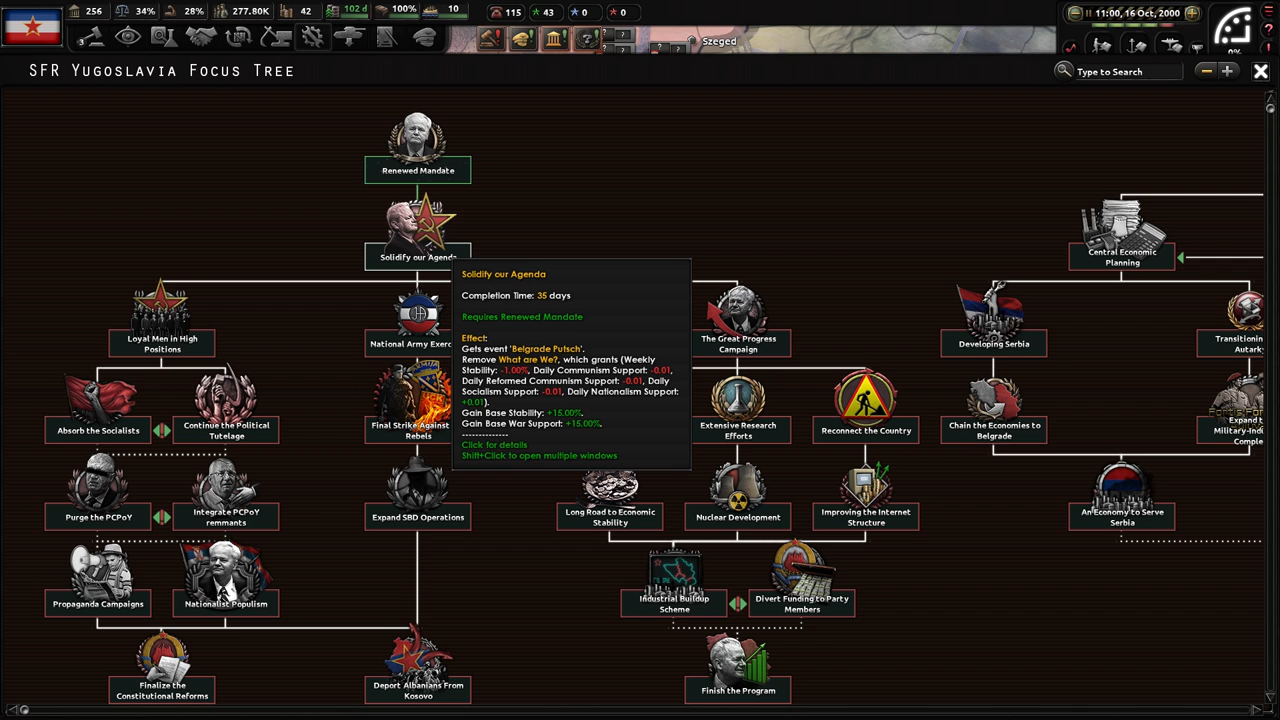 256 34% 28% 277.80K 42 102 d 100% 10 115 43 0 0
11:00, 16 Oct, 2000
3
? ?
? ?
Szeged
0%
SFR Yugoslavia Focus Tree
Type to Search
Renewed Mandate
Solidify our Agenda
Central Economic
Planning
Solidify our Agenda
Completion Time: 35 days
Requires Renewed Mandate
Effect:
Gets event 'Belgrade Putsch'.
Remove What are We?, which grants (Weekly
Stability: -1.00%, Daily Communism Support: -0.01,
Daily Reformed Communism Support: -0.01, Daily
Socialism Support: -0.01, Daily Nationalism Support:
+0.01).
Gain Base Stability: +15.00%.
Gain Base War Support: +15.00%.
--------------
Click for details
Shift+Click to open multiple windows
Loyal Men in High
Positions
National Army Exerc
The Great Progress
Campaign
Developing Serbia
Transitioning
Autark
Absorb the Socialists
Continue the Political
Tutelage
Final Strike Against
Rebels
Extensive Research
Efforts
Reconnect the Country
Chain the Economies to
Belgrade
Expand t
Military-Ind
Comple
Purge the PCPoY
Integrate PCPoY
remnants
Expand SBD Operations
Long Road to Economic
Stability
Nuclear Development
Improving the Internet
Structure
An Economy to Serve
Serbia
Propaganda Campaigns
Nationalist Populism
Industrial Buildup
Scheme
Divert Funding to Party
Members
Finalize the
Constitutional Reforms
Deport Albanians From
Kosovo
Finish the Program